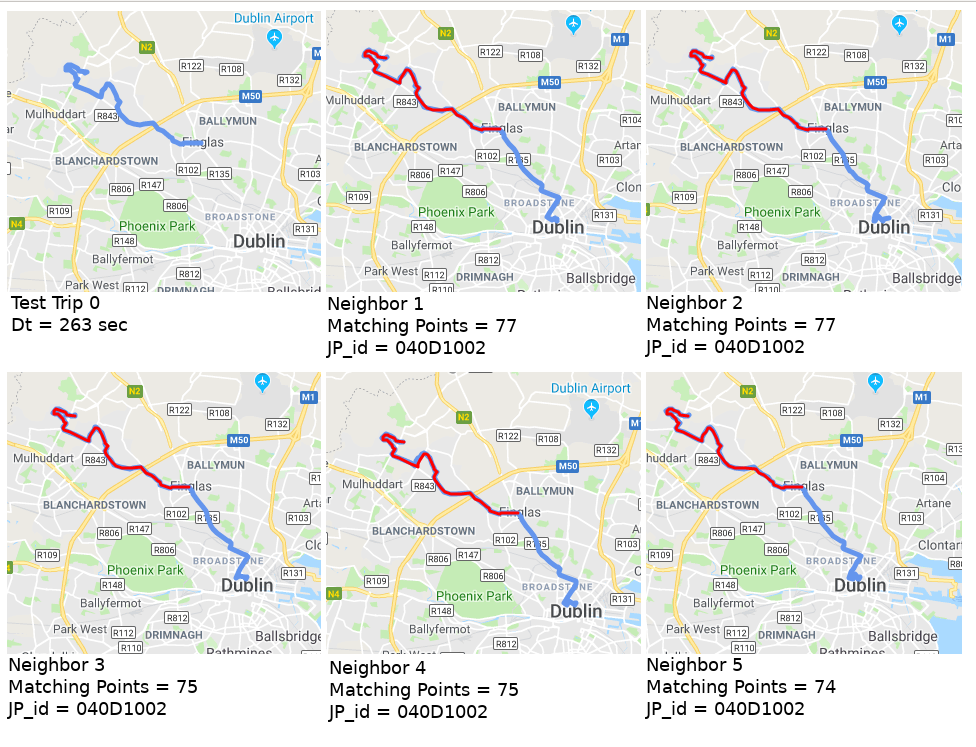 Dublin Airport
N2
M
R122
R108
R132
M50
Mulhuddart
R843
BALLYMUN
ar
Finglas
BLANCHARDSTOWN
R102
R135
A
R147
R103
R806
R806
R109
Phoenix Park
BROADSTONE
N4
R148
Dublin
R131
Ballyfermot
R812
Park West
R112
DRIMNAGH
Test Trip 0
Dt = 263 sec
M1
N2
R122
R108
R132
M50
Mulhuddart
R843
BALLYMUN
R104
Finglas
Artan
BLANCHARDSTOWN
R102
R135
R103
R147
R806
R806
Clon
R109
Phoenix Park
BROADSTONE
R148
Dublin
R131
Ballyfermot
R812
Park West
R112
DRIMNAGH
Ballsbridge
R110
Neighbor 1
Matching Points = 77
JP_id = 040D1002
M1
N2
R122
R108
R132
M50
Mulhuddart
R843
BALLYMUN
R10
Finglas
Arta
BLANCHARDSTOWN
R102
R135
R103
R147
R806
R806
Clo
R109
Phoenix Park
BROADSTONE
R148
Dublin
R131
Ballyfermot
R812
Park West
R112
DRIMNAGH
Ballsbridge
R110
Neighbor 2
Matching Points = 77
JP_id = 040D1002
N2
M1
R122
R108
R132
M50
Mulhuddart
R843
BALLYMUN
Finglas
BLANCHARDSTOWN
R102
R135
Arta
R103
R147
R806
R806
Clo
R109
BROADSTONE
Phoenix Park
R131
R148
Dublin
Ballyfermot
R812
Park West
R112
DRIMNAGH
Ballsbridge
R110
Rathmines
Neighbor 3
Matching Points = 75
JP_id = 040D1002
Dublin Airport
N2
M
R122
R108
R132
M50
Mulhuddart
R843
BALLYMUN
Finglas
BLANCHARDSTOWN
R102
R135
A
R103
R147
R806
R806
R109
BROADSTONE
N4
Phoenix Park
R131
R148
Dublin
Ballyfermot
R812
Neighbor 4
Matching Points = 75
JP_id = 040D1002
N2
M1
R122
R108
R132
M50
huddart
R843
BALLYMUN
R104
Finglas
Artane
BLANCHARDSTOWN
R102
R135
R103
R147
R806
R806
Clontarf
R109
BROADSTONE
Phoenix Park
R80
R131
R148
Dublin
Ballyfermot
R812
Park West
R112
DRIMNAGH
Ballsbridge
R110
Rathmines
Neighbor 5
Matching Points = 74
JP_id = 040D1002